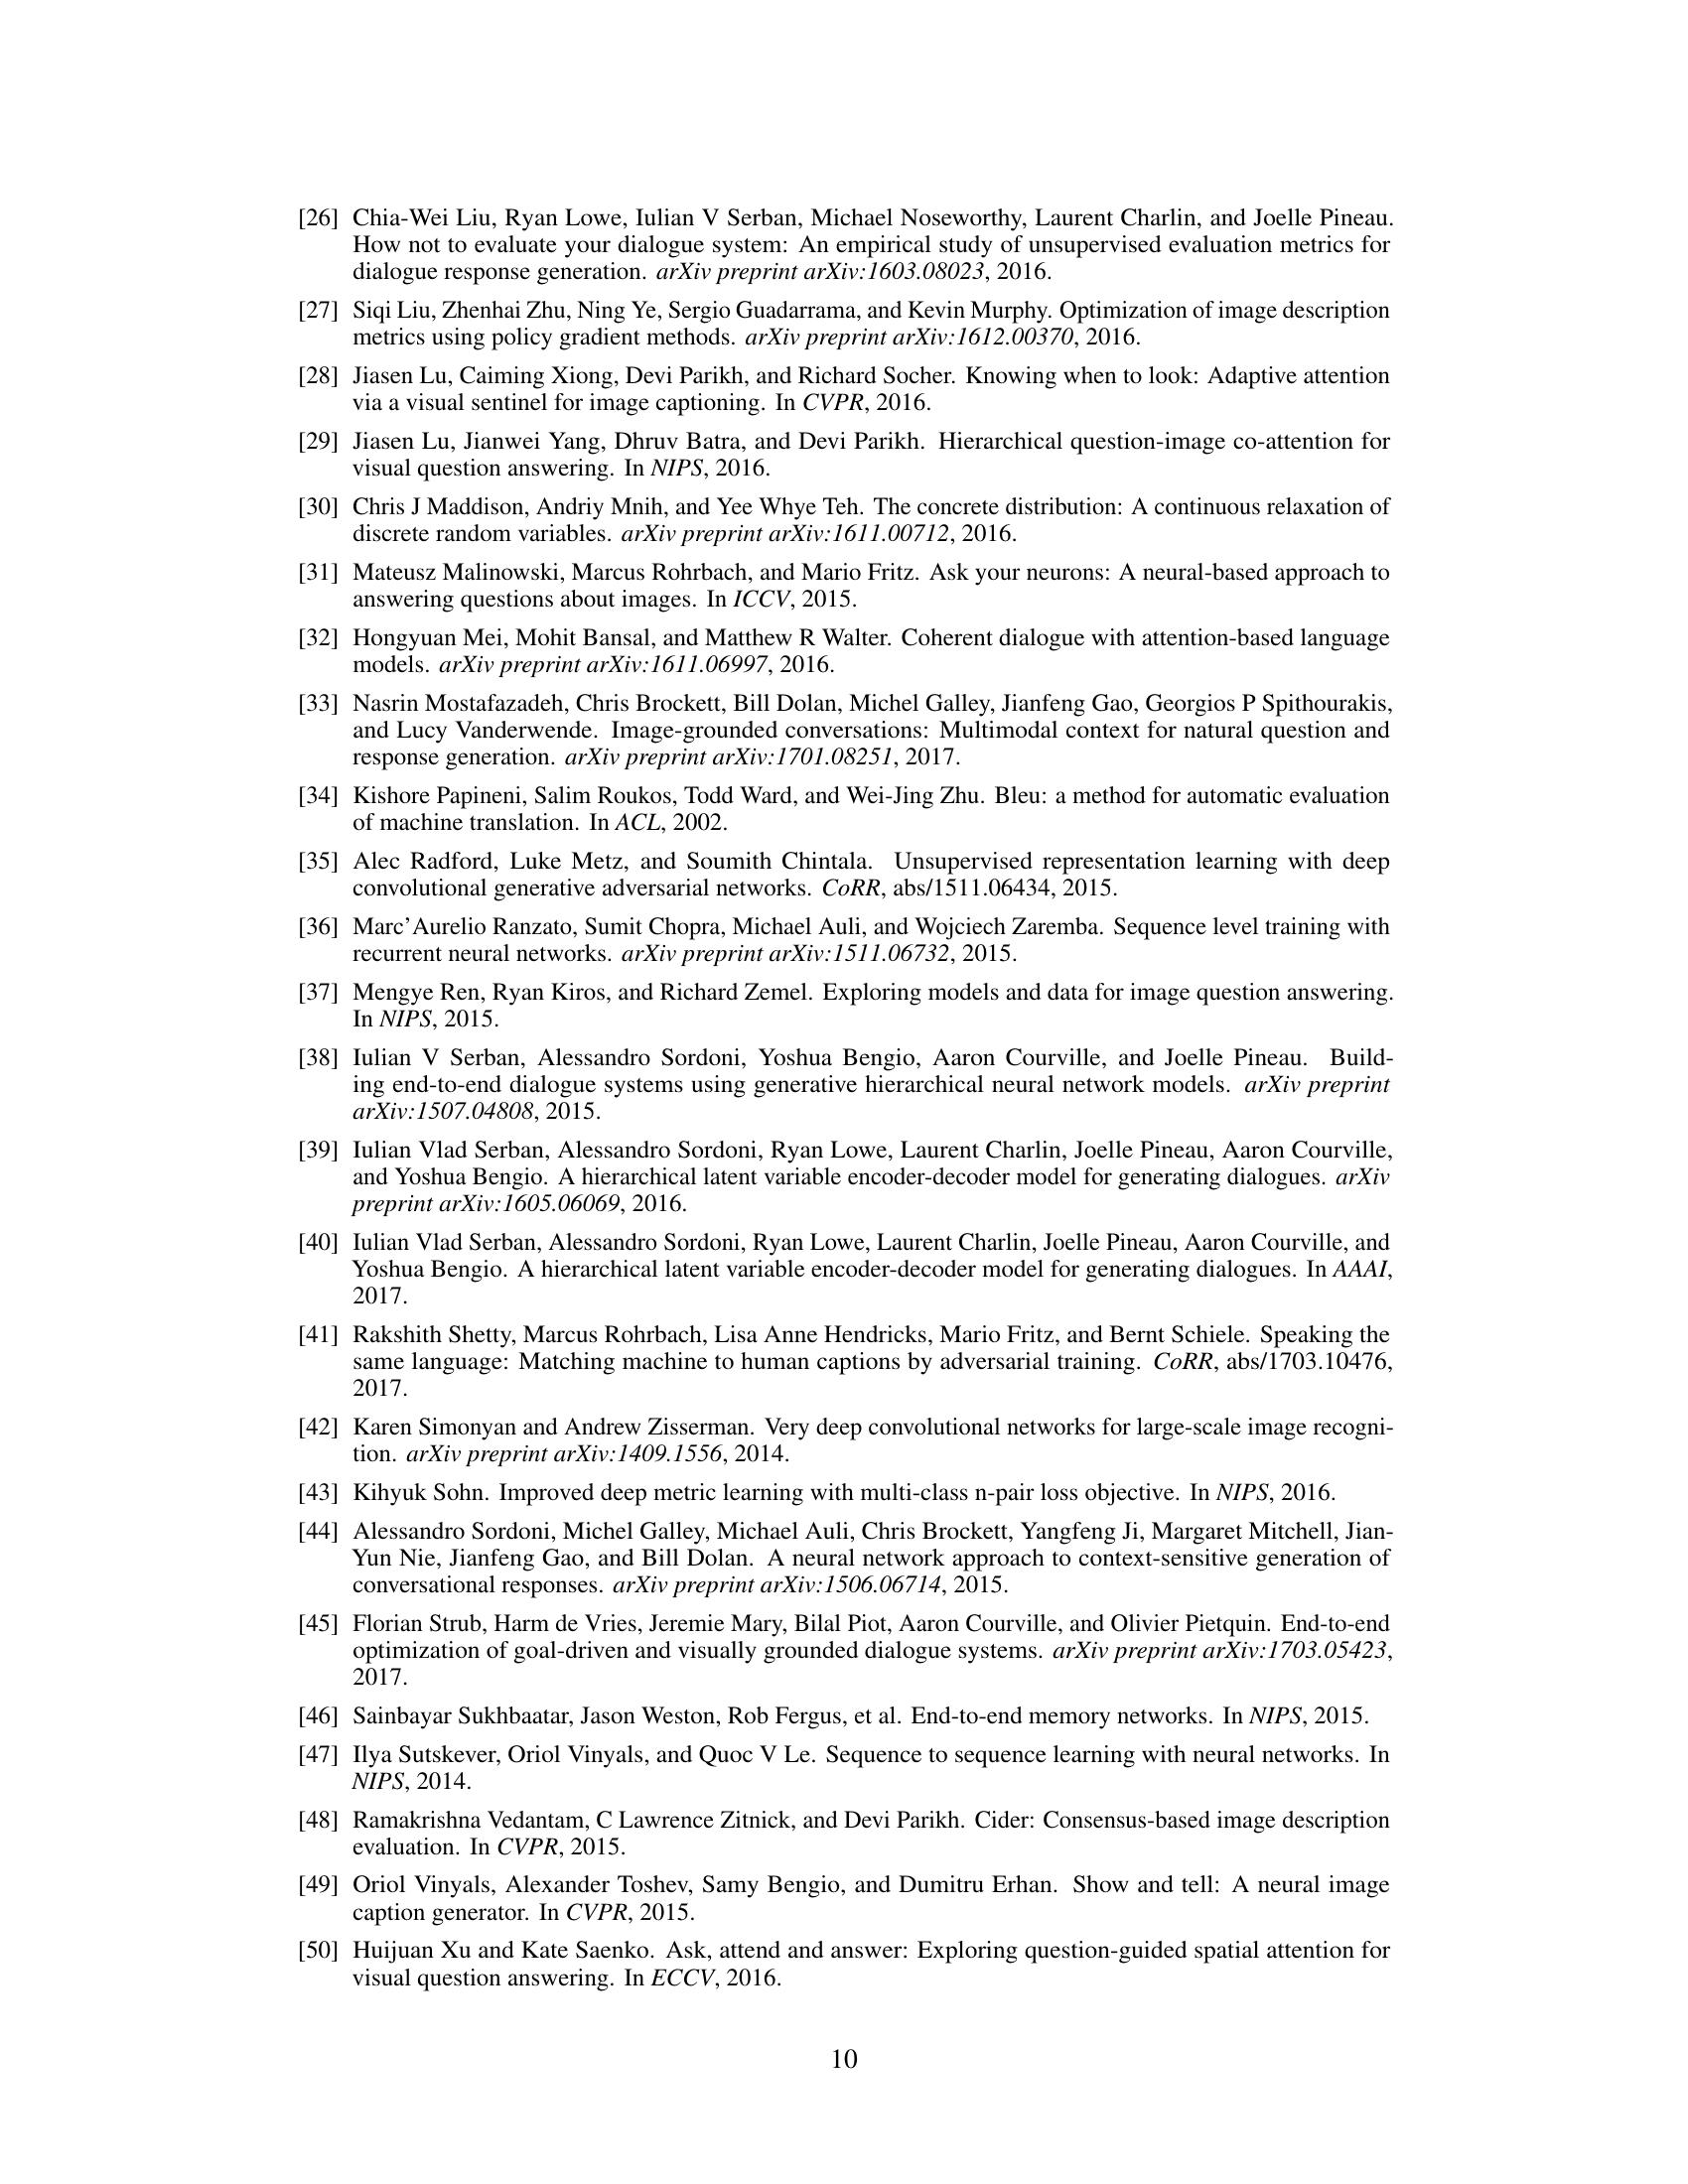 [26] Chia-Wei Liu, Ryan Lowe, Iulian V Serban, Michael Noseworthy, Laurent Charlin, and Joelle Pineau.
How not to evaluate your dialogue system: An empirical study of unsupervised evaluation metrics for
dialogue response generation. arXiv preprint arXiv:1603.08023, 2016.
[27] Siqi Liu, Zhenhai Zhu, Ning Ye, Sergio Guadarrama, and Kevin Murphy. Optimization of image description
metrics using policy gradient methods. arXiv preprint arXiv:1612.00370, 2016.
[28] Jiasen Lu, Caiming Xiong, Devi Parikh, and Richard Socher. Knowing when to look: Adaptive attention
via a visual sentinel for image captioning. In CVPR, 2016.
[29] Jiasen Lu, Jianwei Yang, Dhruv Batra, and Devi Parikh. Hierarchical question-image co-attention for
visual question answering. In NIPS, 2016.
[30] Chris J Maddison, Andriy Mnih, and Yee Whye Teh. The concrete distribution: A continuous relaxation of
discrete random variables. arXiv preprint arXiv:1611.00712, 2016.
[31] Mateusz Malinowski, Marcus Rohrbach, and Mario Fritz. Ask your neurons: A neural-based approach to
answering questions about images. In ICCV, 2015.
[32] Hongyuan Mei, Mohit Bansal, and Matthew R Walter. Coherent dialogue with attention-based language
models. arXiv preprint arXiv:1611.06997, 2016.
[33] Nasrin Mostafazadeh, Chris Brockett, Bill Dolan, Michel Galley, Jianfeng Gao, Georgios P Spithourakis,
and Lucy Vanderwende. Image-grounded conversations: Multimodal context for natural question and
response generation. arXiv preprint arXiv:1701.08251, 2017.
[34] Kishore Papineni, Salim Roukos, Todd Ward, and Wei-Jing Zhu. Bleu: a method for automatic evaluation
of machine translation. In ACL, 2002.
[35] Alec Radford, Luke Metz, and Soumith Chintala. Unsupervised representation learning with deep
convolutional generative adversarial networks. CoRR, abs/1511.06434, 2015.
[36] Marc'Aurelio Ranzato, Sumit Chopra, Michael Auli, and Wojciech Zaremba. Sequence level training with
recurrent neural networks. arXiv preprint arXiv:1511.06732, 2015.
[37] Mengye Ren, Ryan Kiros, and Richard Zemel. Exploring models and data for image question answering.
In NIPS, 2015.
[38] Iulian V Serban, Alessandro Sordoni, Yoshua Bengio, Aaron Courville, and Joelle Pineau. Build-
ing end-to-end dialogue systems using generative hierarchical neural network models. arXiv preprint
arXiv:1507.04808, 2015.
[39] Iulian Vlad Serban, Alessandro Sordoni, Ryan Lowe, Laurent Charlin, Joelle Pineau, Aaron Courville,
and Yoshua Bengio. A hierarchical latent variable encoder-decoder model for generating dialogues. arXiv
preprint arXiv:1605.06069, 2016.
[40] Iulian Vlad Serban, Alessandro Sordoni, Ryan Lowe, Laurent Charlin, Joelle Pineau, Aaron Courville, and
Yoshua Bengio. A hierarchical latent variable encoder-decoder model for generating dialogues. In AAAI,
2017.
[41] Rakshith Shetty, Marcus Rohrbach, Lisa Anne Hendricks, Mario Fritz, and Bernt Schiele. Speaking the
same language: Matching machine to human captions by adversarial training. CoRR, abs/1703.10476,
2017.
[42] Karen Simonyan and Andrew Zisserman. Very deep convolutional networks for large-scale image recogni-
tion. arXiv preprint arXiv:1409.1556, 2014.
[43] Kihyuk Sohn. Improved deep metric learning with multi-class n-pair loss objective. In NIPS, 2016.
[44] Alessandro Sordoni, Michel Galley, Michael Auli, Chris Brockett, Yangfeng Ji, Margaret Mitchell, Jian-
Yun Nie, Jianfeng Gao, and Bill Dolan. A neural network approach to context-sensitive generation of
conversational responses. arXiv preprint arXiv:1506.06714, 2015.
[45] Florian Strub, Harm de Vries, Jeremie Mary, Bilal Piot, Aaron Courville, and Olivier Pietquin. End-to-end
optimization of goal-driven and visually grounded dialogue systems. arXiv preprint arXiv:1703.05423,
2017.
[46] Sainbayar Sukhbaatar, Jason Weston, Rob Fergus, et al. End-to-end memory networks. In NIPS, 2015.
[47] Ilya Sutskever, Oriol Vinyals, and Quoc V Le. Sequence to sequence learning with neural networks. In
NIPS, 2014.
[48] Ramakrishna Vedantam, C Lawrence Zitnick, and Devi Parikh. Cider: Consensus-based image description
evaluation. In CVPR, 2015.
[49] Oriol Vinyals, Alexander Toshev, Samy Bengio, and Dumitru Erhan. Show and tell: A neural image
caption generator. In CVPR, 2015.
[50] Huijuan Xu and Kate Saenko. Ask, attend and answer: Exploring question-guided spatial attention for
visual question answering. In ECCV, 2016.
10